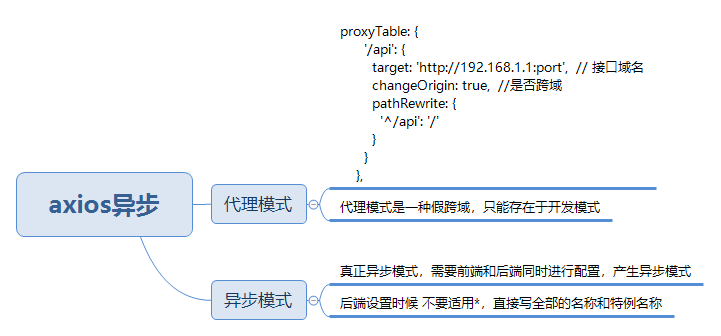 proxyTable: {
'/api': {
target: 'http://192.168.1.1:port', // 接口域名
changeOrigin: true, //是否跨域
pathRewrite: {
'^/api': '/'
}
}
},
axios异步
代理模式
代理模式是一种假跨域，只能存在于开发模式
真正异步模式，需要前端和后端同时进行配置，产生异步模式
异步模式
后端设置时候 不要适用*，直接写全部的名称和特例名称